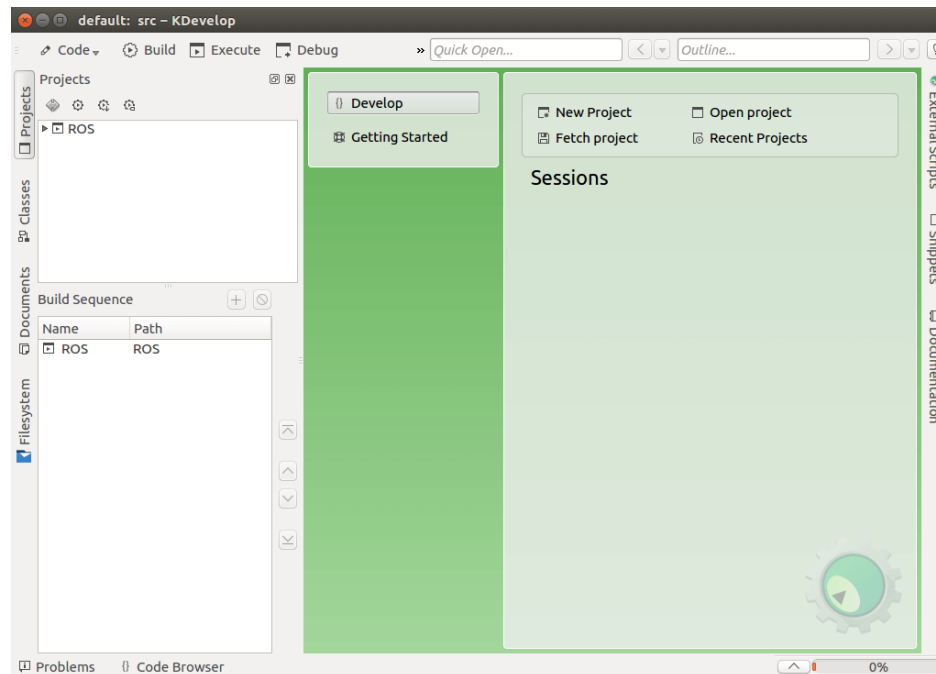 default: src – KDevelop
Code Build Execute Debug » Quick Open... Outline...
Projects
Projects
ROS
Classes
Documents
Filesystem
Build Sequence
Name Path
ROS ROS
{} Develop
Getting Started
New Project Open project
Fetch project Recent Projects
Sessions
External Scripts
Snippets
Documentation
Problems {} Code Browser
0%